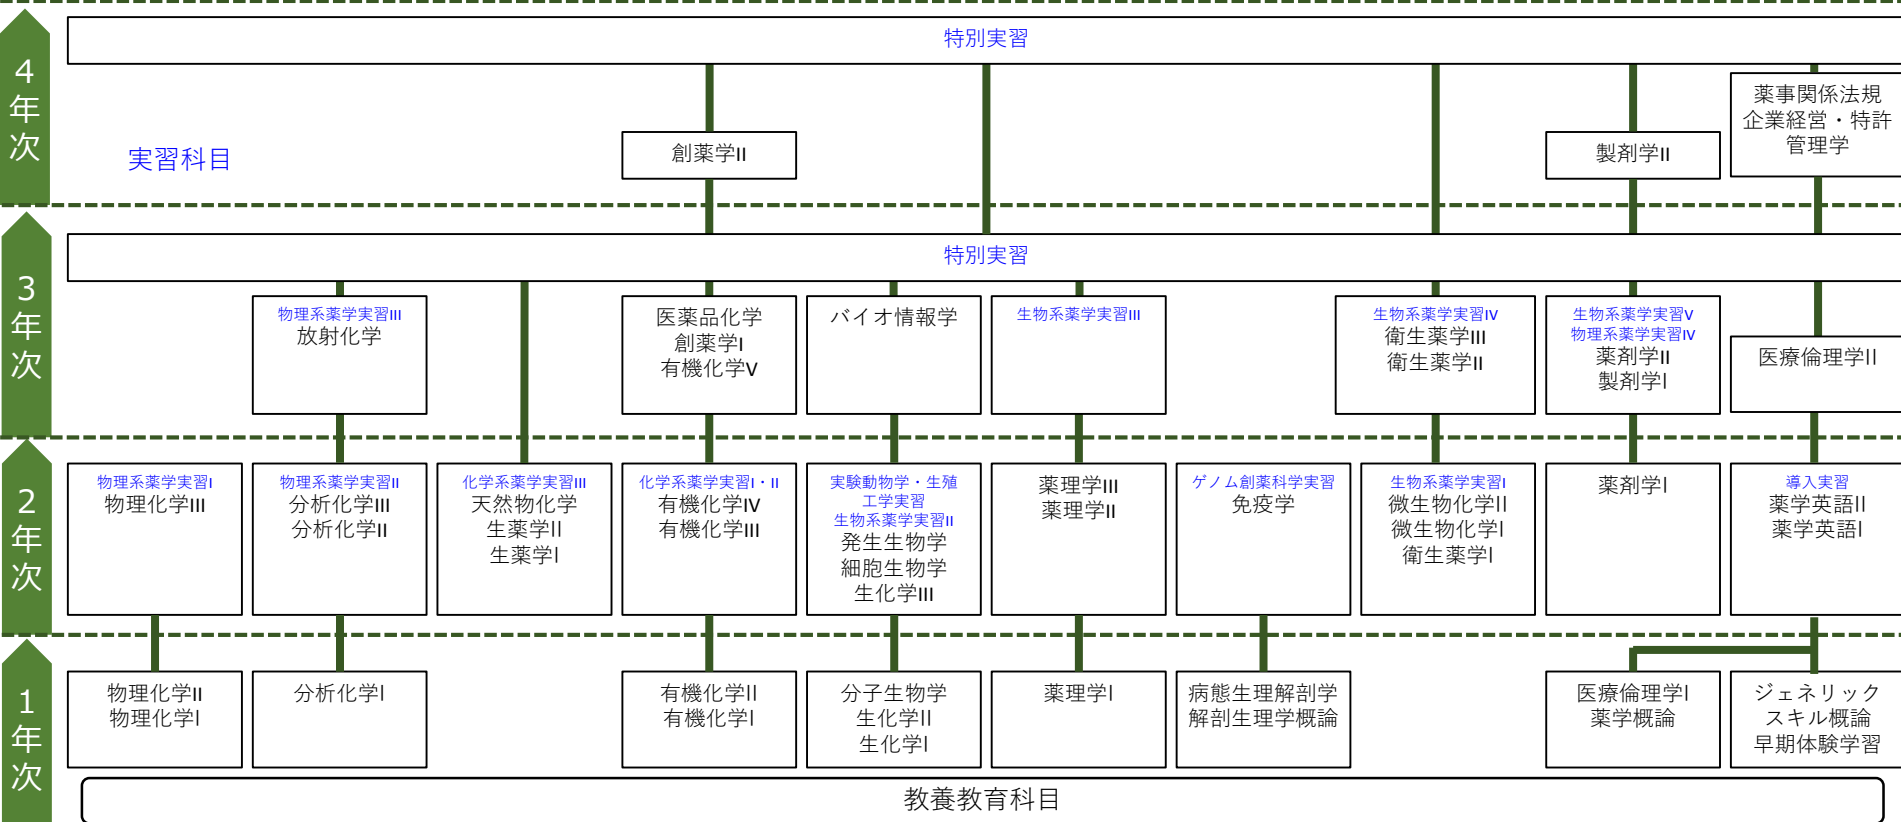 4
年
次
特別実習
実習科目
創薬学II
製剤学II
薬事関係法規
企業経営・特許
管理学
3
年
次
特別実習
物理系薬学実習III
放射化学
医薬品化学
創薬学I
有機化学V
バイオ情報学
生物系薬学実習III
生物系薬学実習IV
衛生薬学III
衛生薬学II
生物系薬学実習V
物理系薬学実習IV
薬剤学II
製剤学I
医療倫理学II
2
年
次
物理系薬学実習I
物理化学III
物理系薬学実習II
分析化学III
分析化学II
化学系薬学実習III
天然物化学
生薬学II
生薬学I
化学系薬学実習I・II
有機化学IV
有機化学III
実験動物学・生殖
工学実習
生物系薬学実習II
発生生物学
細胞生物学
生化学III
薬理学III
薬理学II
ゲノム創薬科学実習
免疫学
生物系薬学実習I
微生物化学II
微生物化学I
衛生薬学I
薬剤学I
導入実習
薬学英語II
薬学英語I
1
年
次
物理化学II
物理化学I
分析化学I
有機化学II
有機化学I
分子生物学
生化学II
生化学I
薬理学I
病態生理解剖学
解剖生理学概論
医療倫理学I
薬学概論
ジェネリック
スキル概論
早期体験学習
教養教育科目